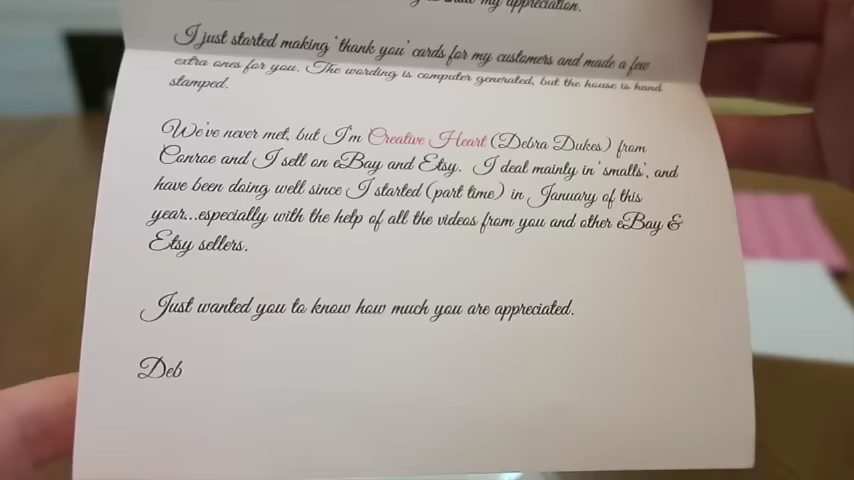 my appreciation.
I just started making 'thank you' cards for my customers and made a few
extra ones for you. The wording is computer generated, but the house is hand
stamped.
We've never met, but I'm Creative Heart (Debra Dukes) from
Conroe and I sell on eBay and Etsy. I deal mainly in 'smalls', and
have been doing well since I started (part time) in January of this
year...especially with the help of all the videos from you and other eBay &
Etsy sellers.
Just wanted you to know how much you are appreciated.
Deb